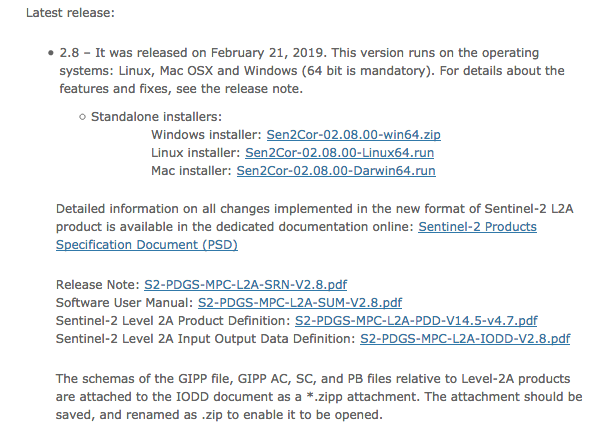 Latest release:
• 2.8 – It was released on February 21, 2019. This version runs on the operating
systems: Linux, Mac OSX and Windows (64 bit is mandatory). For details about the
features and fixes, see the release note.
○ Standalone installers:
Windows installer: Sen2Cor-02.08.00-win64.zip
Linux installer: Sen2Cor-02.08.00-Linux64.run
Mac installer: Sen2Cor-02.08.00-Darwin64.run
Detailed information on all changes implemented in the new format of Sentinel-2 L2A
product is available in the dedicated documentation online: Sentinel-2 Products
Specification Document (PSD)
Release Note: S2-PDGS-MPC-L2A-SRN-V2.8.pdf
Software User Manual: S2-PDGS-MPC-L2A-SUM-V2.8.pdf
Sentinel-2 Level 2A Product Definition: S2-PDGS-MPC-L2A-PDD-V14.5-v4.7.pdf
Sentinel-2 Level 2A Input Output Data Definition: S2-PDGS-MPC-L2A-IODD-V2.8.pdf
The schemas of the GIPP file, GIPP AC, SC, and PB files relative to Level-2A products
are attached to the IODD document as a *.zipp attachment. The attachment should be
saved, and renamed as .zip to enable it to be opened.